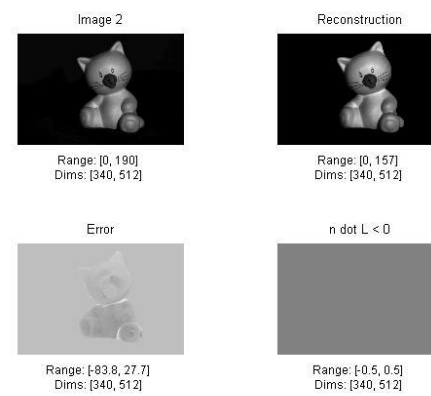 Image 2
Range: [0, 190]
Dims: [340, 512]
Reconstruction
Range: [0, 157]
Dims: [340, 512]
Error
Range: [-83.8, 27.7]
Dims: [340, 512]
n dot L < 0
Range: [-0.5, 0.5]
Dims: [340, 512]